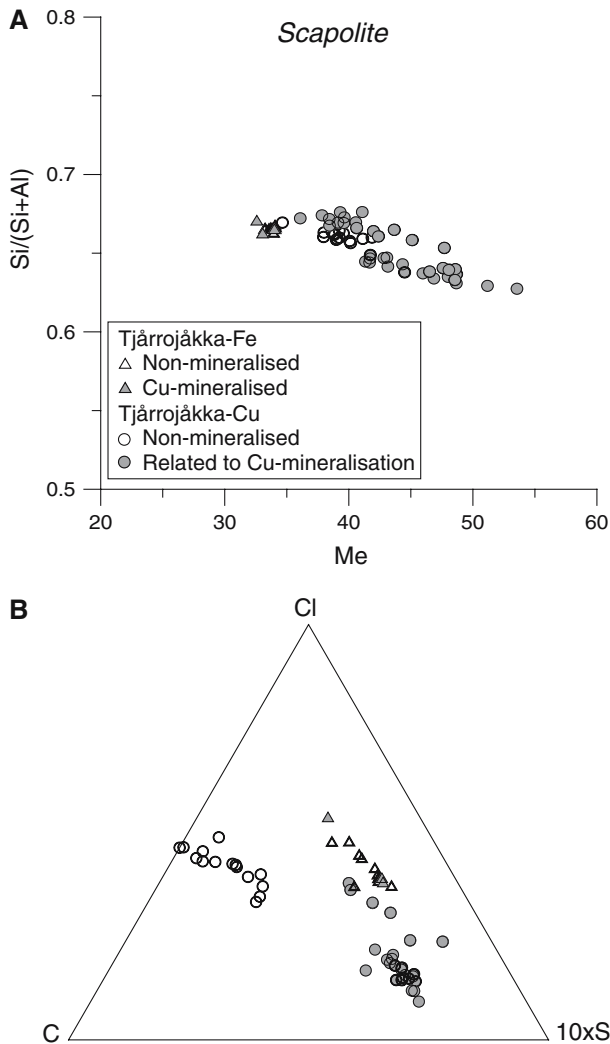 A
Scapolite
0.8
0.7
0.6
0.5
Si/(Si+Al)
Tjårrojåkka-Fe
Non-mineralised
Cu-mineralised
Tjårrojåkka-Cu
Non-mineralised
Related to Cu-mineralisation
20 30 40 50 60
Me
B
Cl
C 10xS